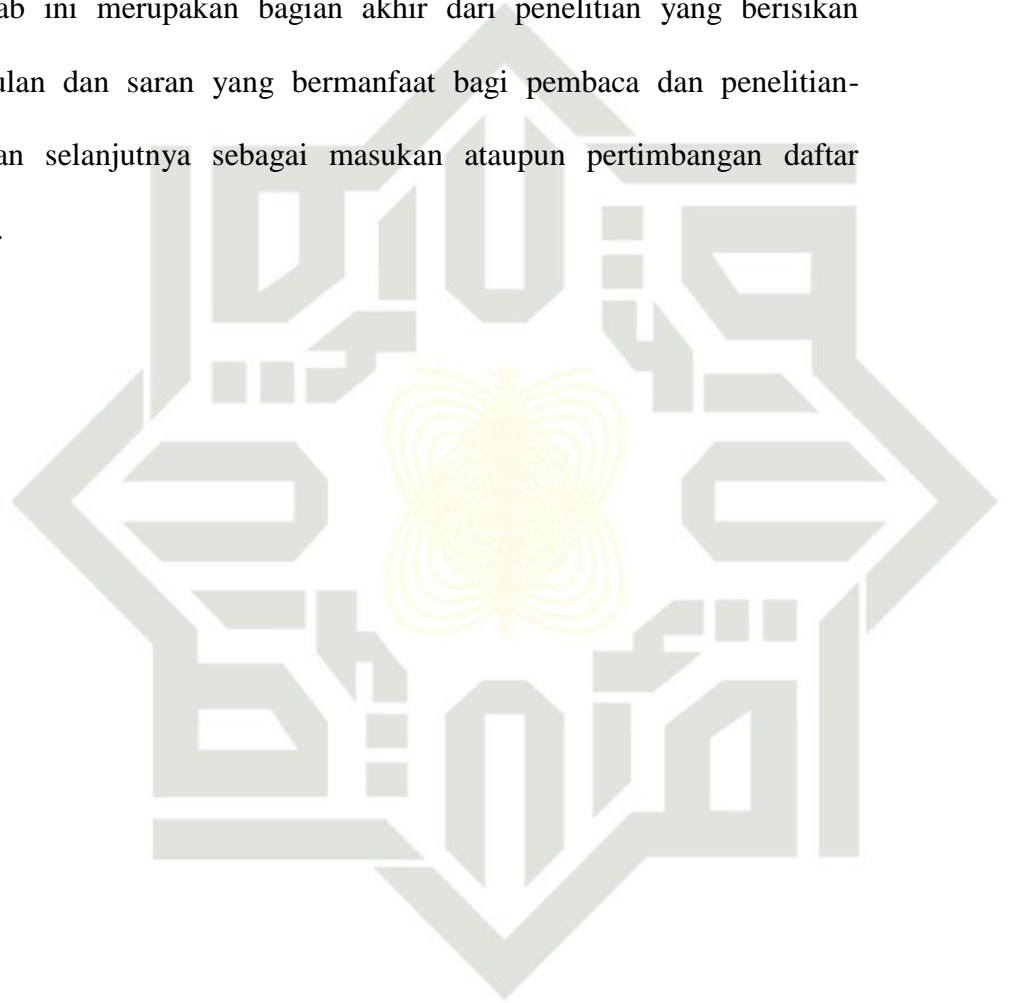 ab ini merupakan bagian akhir dari penelitian yang berisikan
ulan dan saran yang bermanfaat bagi pembaca dan penelitian-
an selanjutnya sebagai masukan ataupun pertimbangan daftar
.